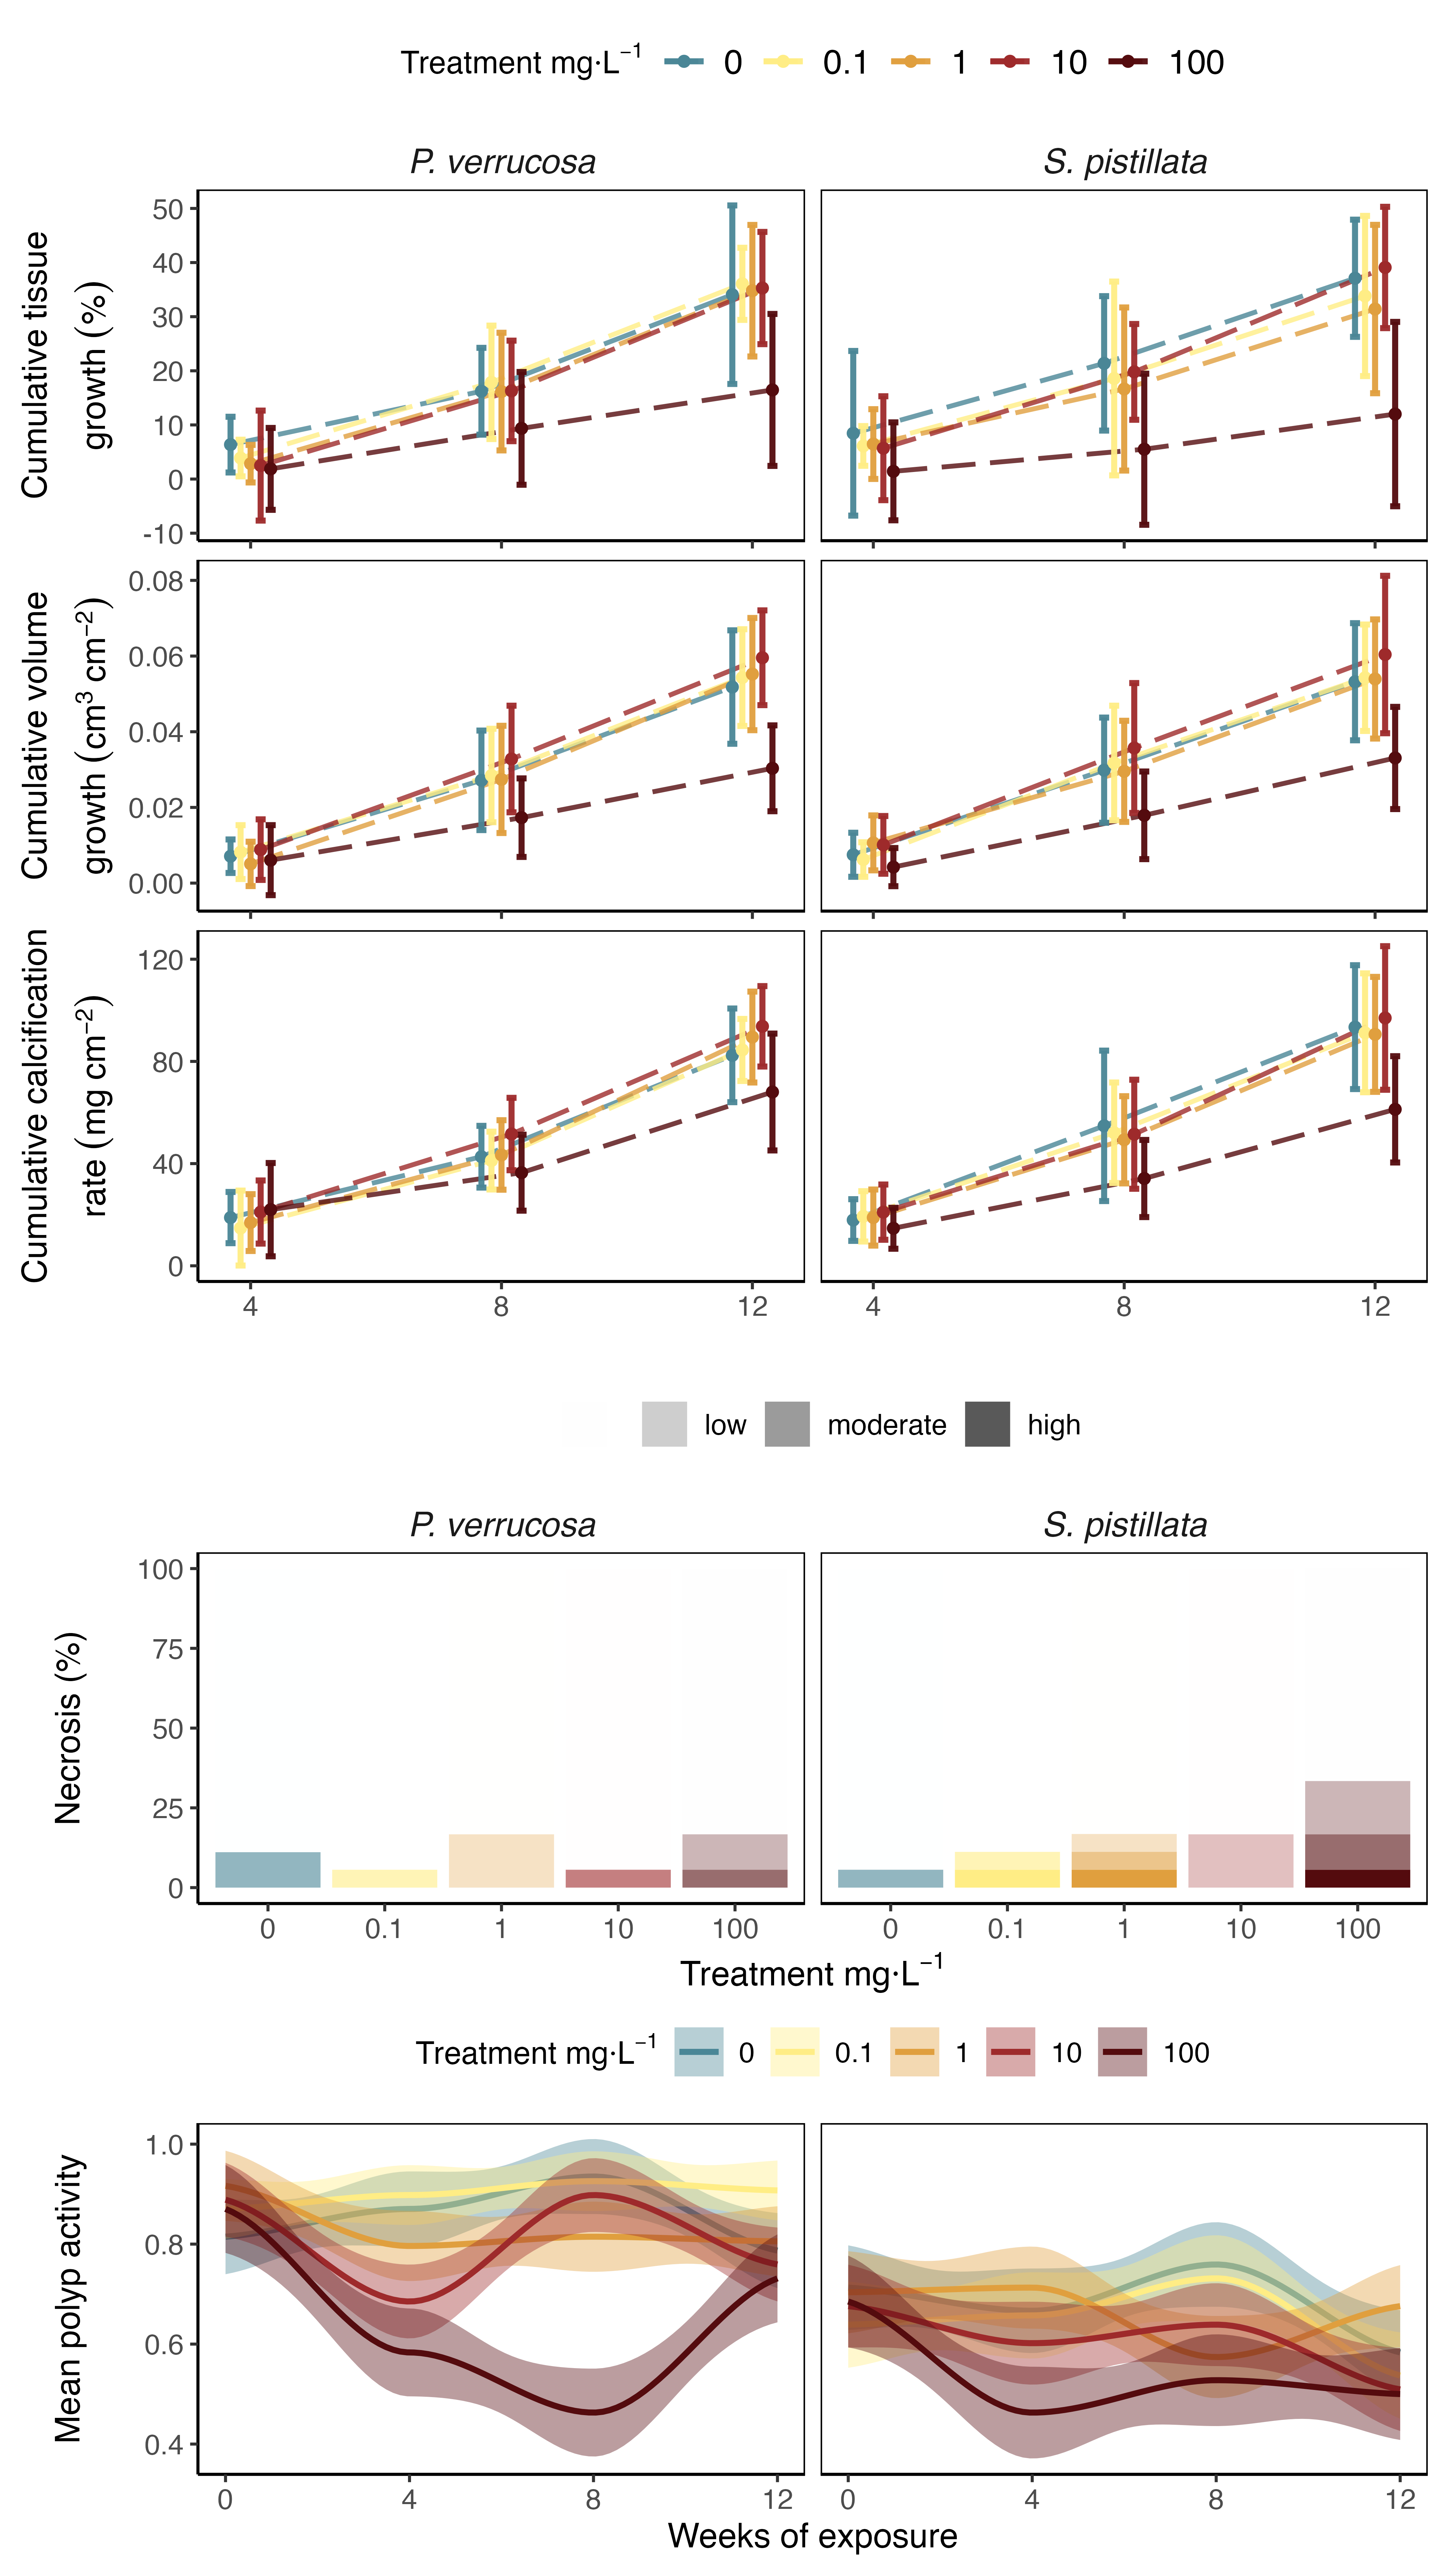 Treatment mg·L⁻¹ 0 0.1 1 10 100
P. verrucosa S. pistillata
Cumulative tissue
growth (%)
50
40
30
20
10
0
-10
Cumulative volume
growth (cm³ cm⁻²)
0.08
0.06
0.04
0.02
0.00
Cumulative calcification
rate (mg cm⁻²)
120
80
40
0
4 8 12 4 8 12
low moderate high
P. verrucosa S. pistillata
Necrosis (%)
100
75
50
25
0
0 0.1 1 10 100 0 0.1 1 10 100
Treatment mg·L⁻¹
Treatment mg·L⁻¹ 0 0.1 1 10 100
Mean polyp activity
1.0
0.8
0.6
0.4
0 4 8 12 0 4 8 12
Weeks of exposure